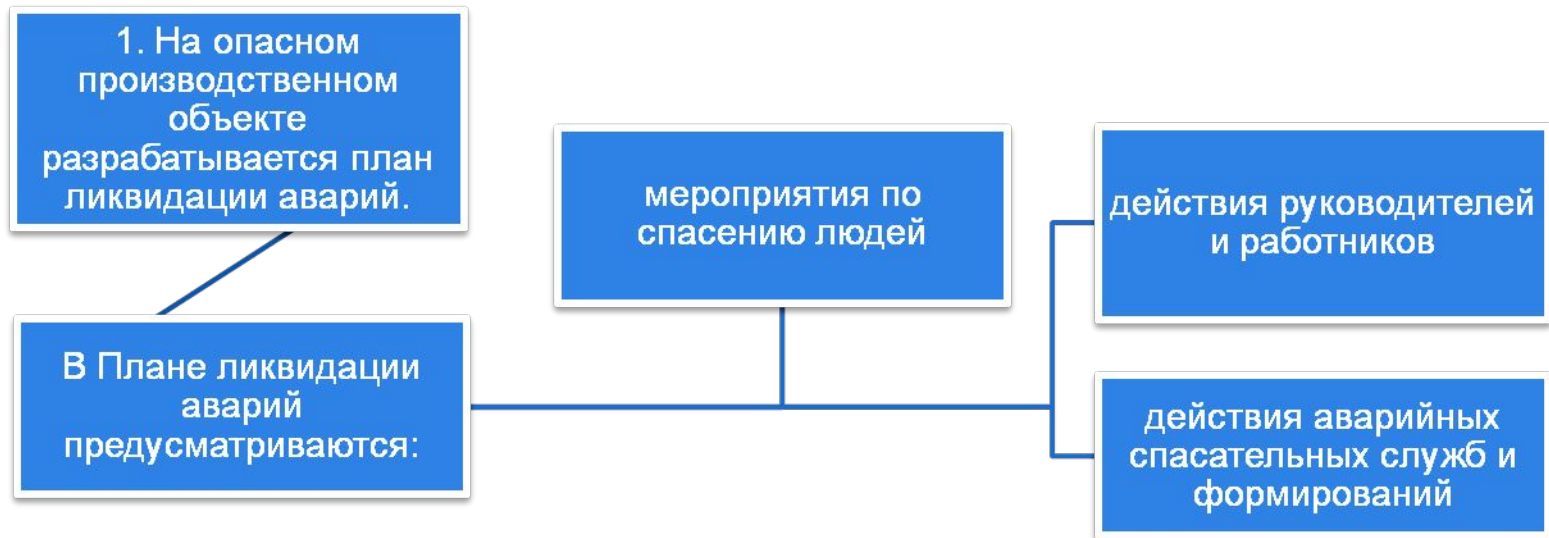 1. На опасном
производственном
объекте
разрабатывается план
ликвидации аварий.
В Плане ликвидации
аварий
предусматриваются:
мероприятия по
спасению людей
действия руководителей
и работников
действия аварийных
спасательных служб и
формирований